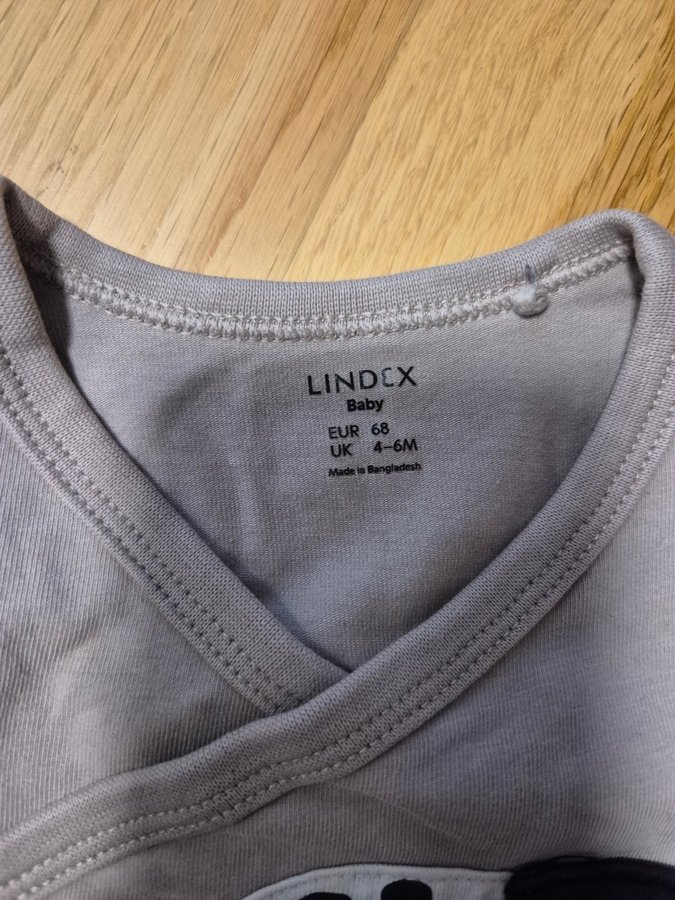 LINDEX
Baby
EUR 68
UK 4–6M
Made in Bangladesh